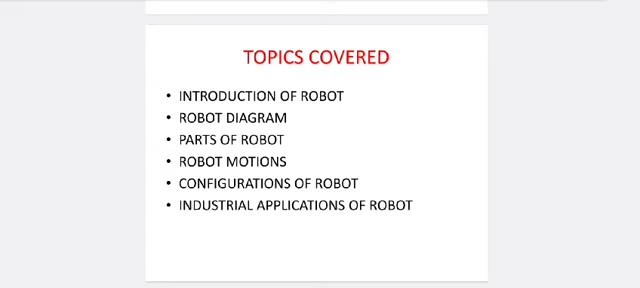 TOPICS COVERED
• INTRODUCTION OF ROBOT
• ROBOT DIAGRAM
• PARTS OF ROBOT
• ROBOT MOTIONS
• CONFIGURATIONS OF ROBOT
• INDUSTRIAL APPLICATIONS OF ROBOT